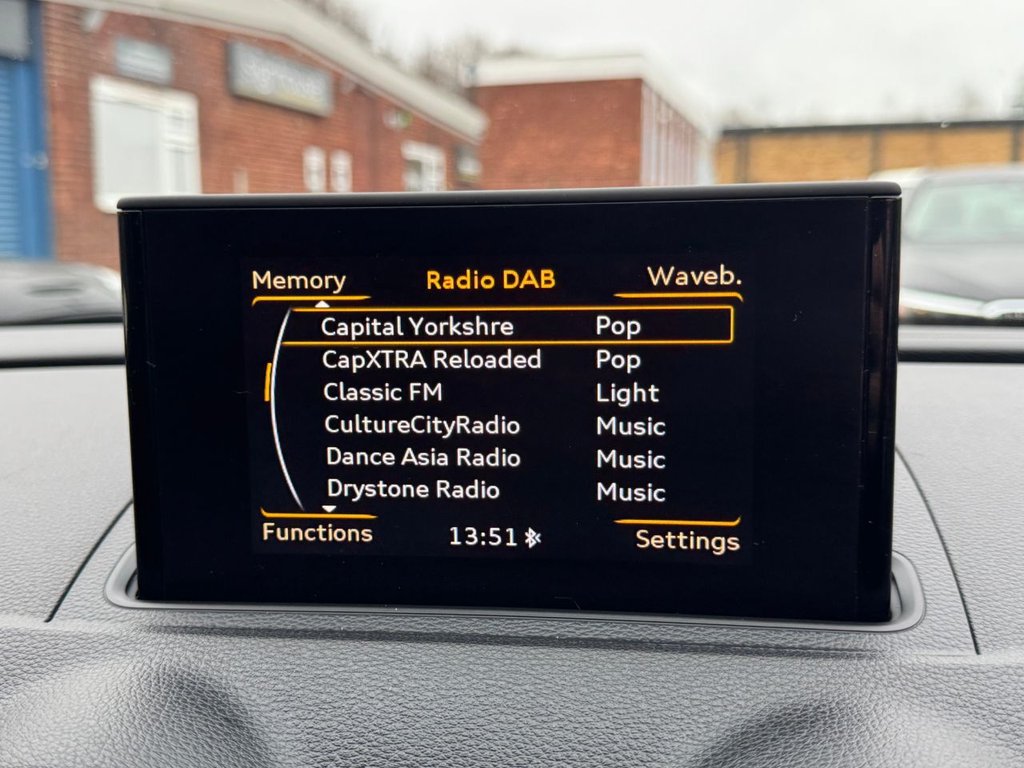 Memory Radio DAB Waveb.
Capital Yorkshre Pop
CapXTRA Reloaded Pop
Classic FM Light
CultureCityRadio Music
Dance Asia Radio Music
Drystone Radio Music
Functions 13:51 Settings